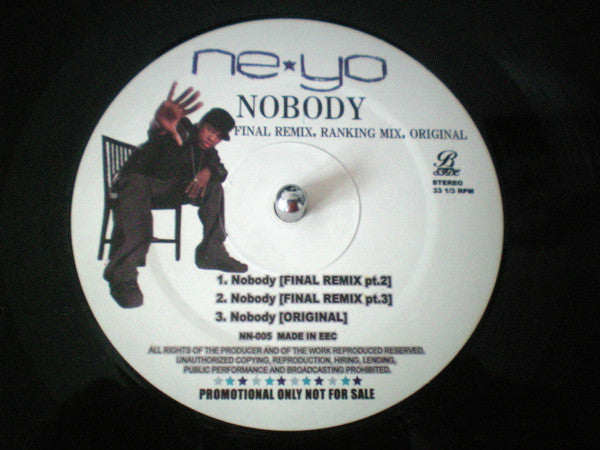 ne★yo
NOBODY
FINAL REMIX, RANKING MIX, ORIGINAL
B
SIDE
STEREO
33 1/3 RPM
1. Nobody [FINAL REMIX pt.2]
2. Nobody [FINAL REMIX pt.3]
3. Nobody [ORIGINAL]
NN-005 MADE IN EEC
ALL RIGHTS OF THE PRODUCER AND OF THE WORK REPRODUCED RESERVED.
UNAUTHORIZED COPYING, REPRODUCTION, HIRING, LENDING,
PUBLIC PERFORMANCE AND BROADCASTING PROHIBITED.
PROMOTIONAL ONLY NOT FOR SALE